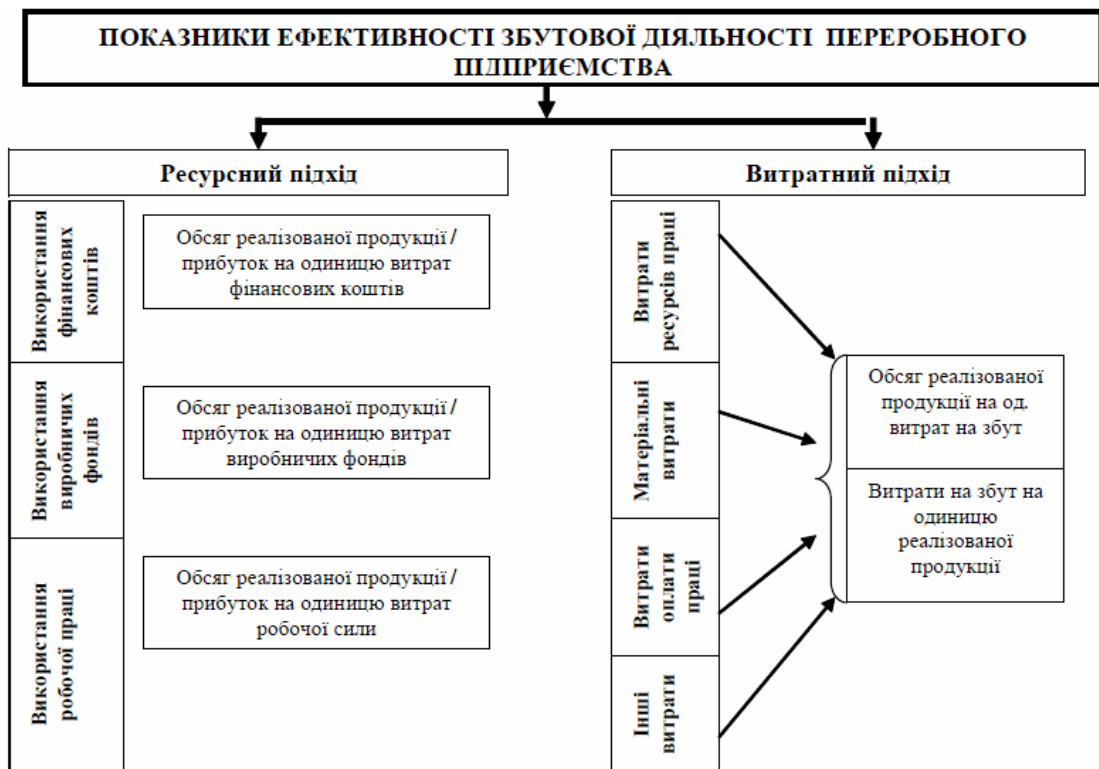 ПОКАЗНИКИ ЕФЕКТИВНОСТІ ЗБУТОВОЇ ДІЯЛЬНОСТІ ПЕРЕРОБНОГО
ПІДПРИЄМСТВА
Ресурсний підхід
Використання
фінансових
коштів
Обсяг реалізованої продукції /
прибуток на одиницю витрат
фінансових коштів
Використання
виробничих
фондів
Обсяг реалізованої продукції /
прибуток на одиницю витрат
виробничих фондів
Використання
робочої праці
Обсяг реалізованої продукції /
прибуток на одиницю витрат
робочої сили
Витратний підхід
Витрати
ресурсів праці
Матеріальні
витрати
Витрати
оплати
праці
Інші
витрати
Обсяг реалізованої
продукції на од.
витрат на збут
Витрати на збут на
одиницю
реалізованої
продукції